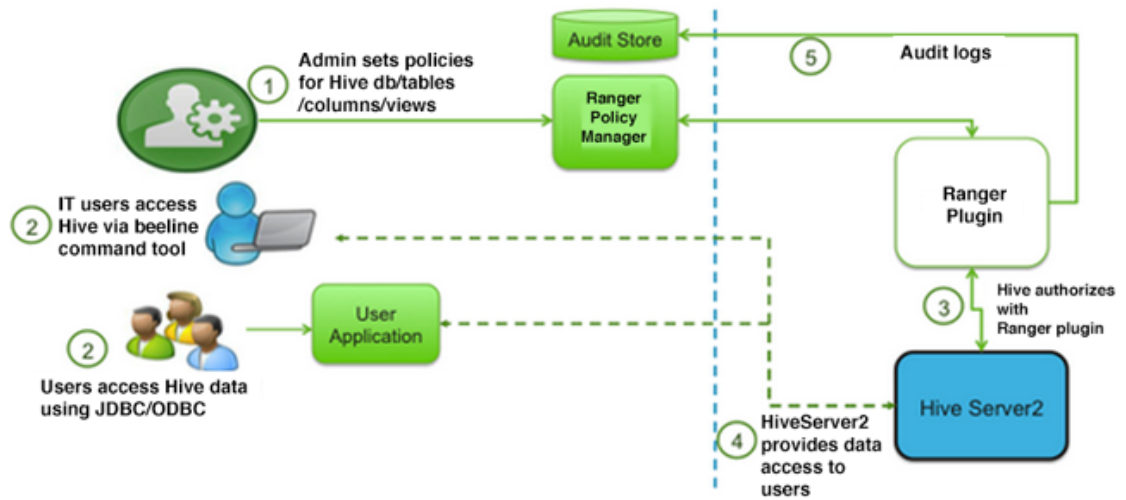 Audit Store
5
Audit logs
1
Admin sets policies
for Hive db/tables
/columns/views
Ranger
Policy
Manager
Ranger
Plugin
2
IT users access
Hive via beeline
command tool
3
Hive authorizes
with
Ranger plugin
User
Application
2
Users access Hive data
using JDBC/ODBC
Hive Server2
4
HiveServer2
provides data
access to
users